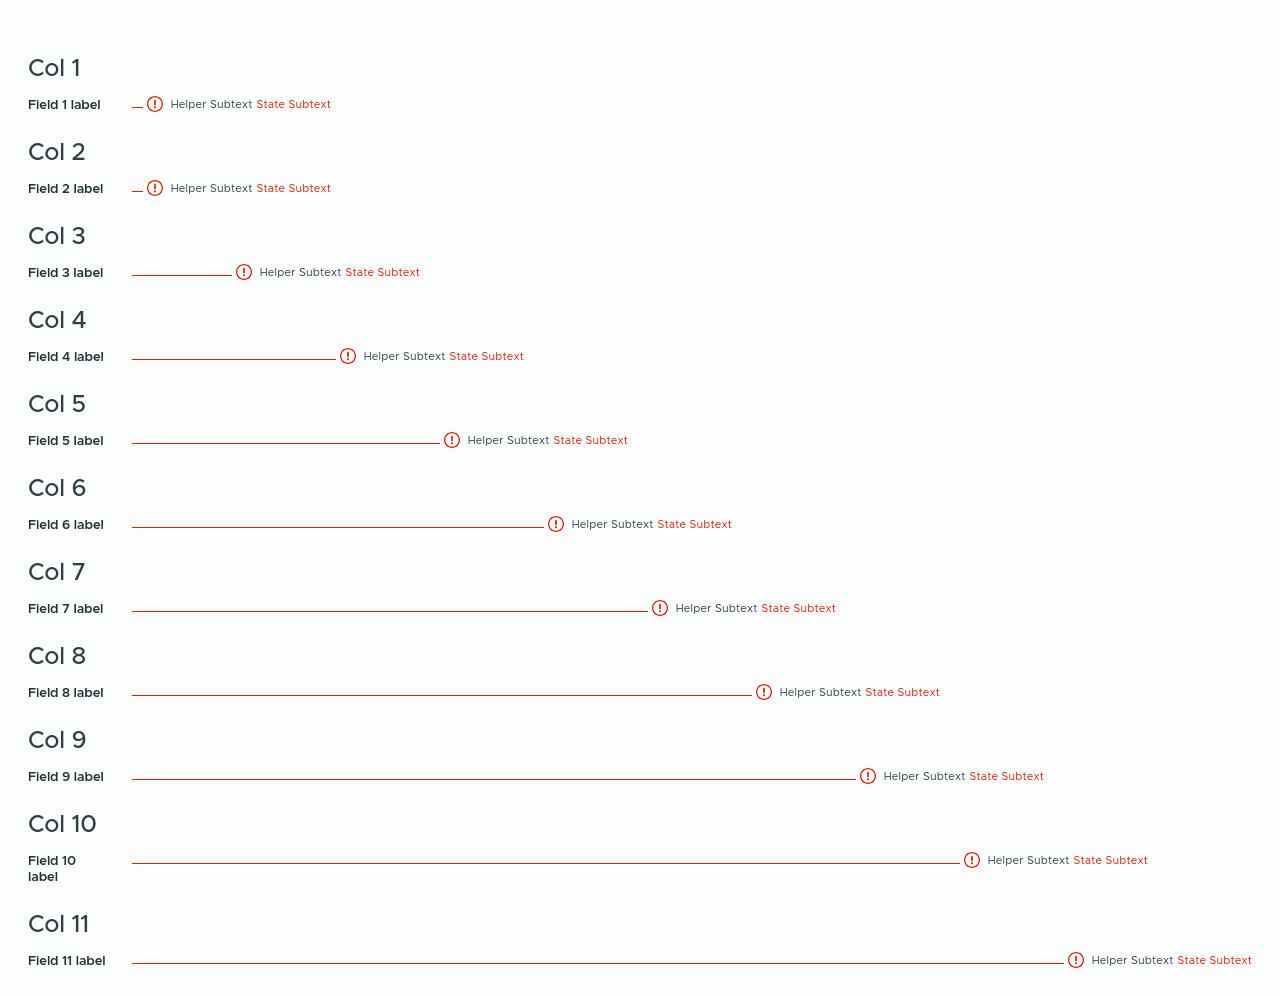 Col 1
Field 1 label Helper Subtext State Subtext
Col 2
Field 2 label Helper Subtext State Subtext
Col 3
Field 3 label Helper Subtext State Subtext
Col 4
Field 4 label Helper Subtext State Subtext
Col 5
Field 5 label Helper Subtext State Subtext
Col 6
Field 6 label Helper Subtext State Subtext
Col 7
Field 7 label Helper Subtext State Subtext
Col 8
Field 8 label Helper Subtext State Subtext
Col 9
Field 9 label Helper Subtext State Subtext
Col 10
Field 10 Helper Subtext State Subtext
label
Col 11
Field 11 label Helper Subtext State Subtext